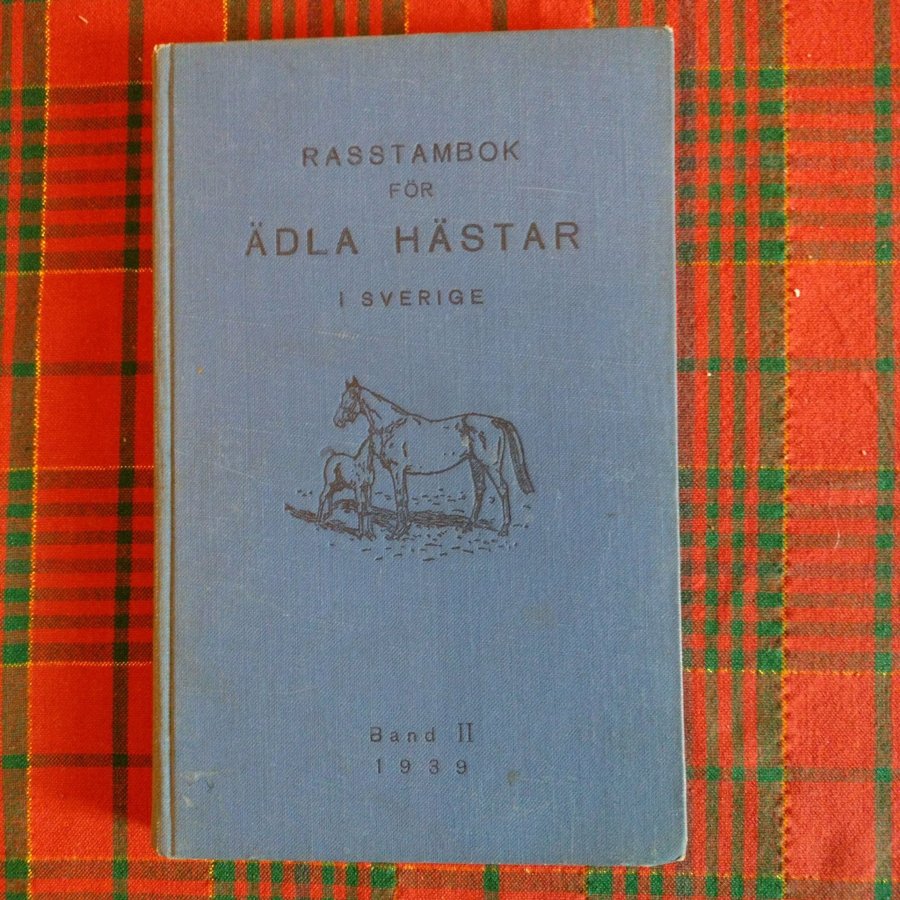 RASSTAMBOK
FÖR
ÄDLA HÄSTAR
I SVERIGE
Band II
1939